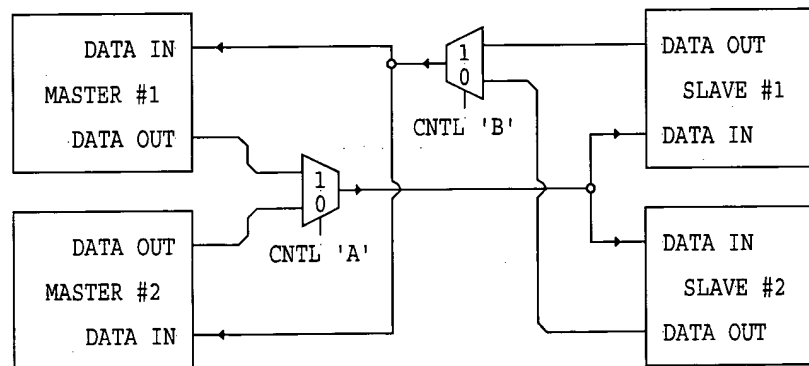 DATA IN
MASTER #1
DATA OUT
DATA OUT
MASTER #2
DATA IN
1
0
CNTL 'A'
1
0
CNTL 'B'
DATA OUT
SLAVE #1
DATA IN
DATA IN
SLAVE #2
DATA OUT